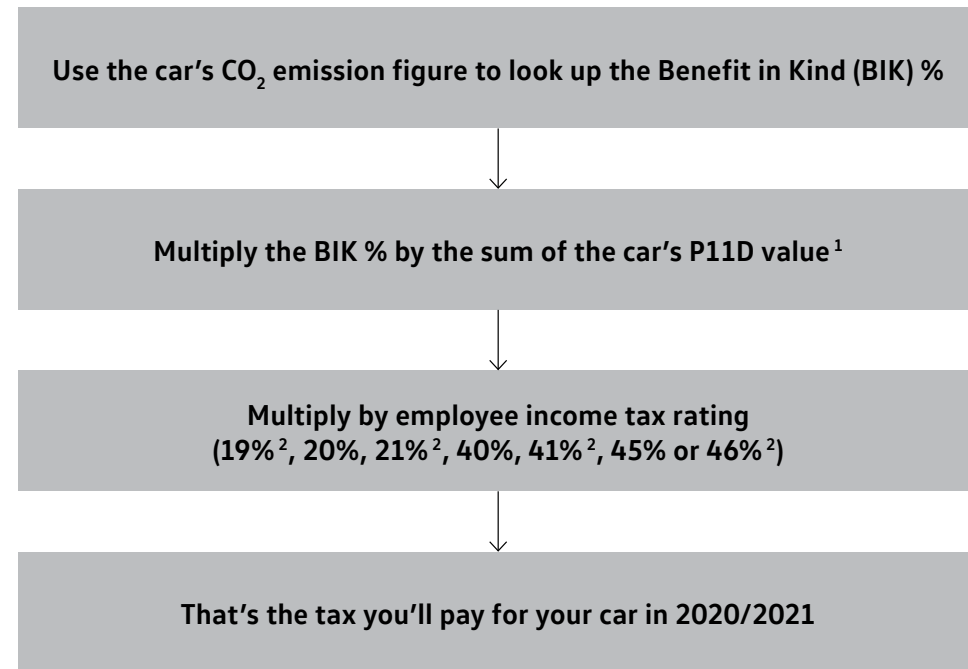 Use the car’s CO₂ emission figure to look up the Benefit in Kind (BIK) %
Multiply the BIK % by the sum of the car’s P11D value¹
Multiply by employee income tax rating
(19%², 20%, 21%², 40%, 41%², 45% or 46%²)
That’s the tax you’ll pay for your car in 2020/2021